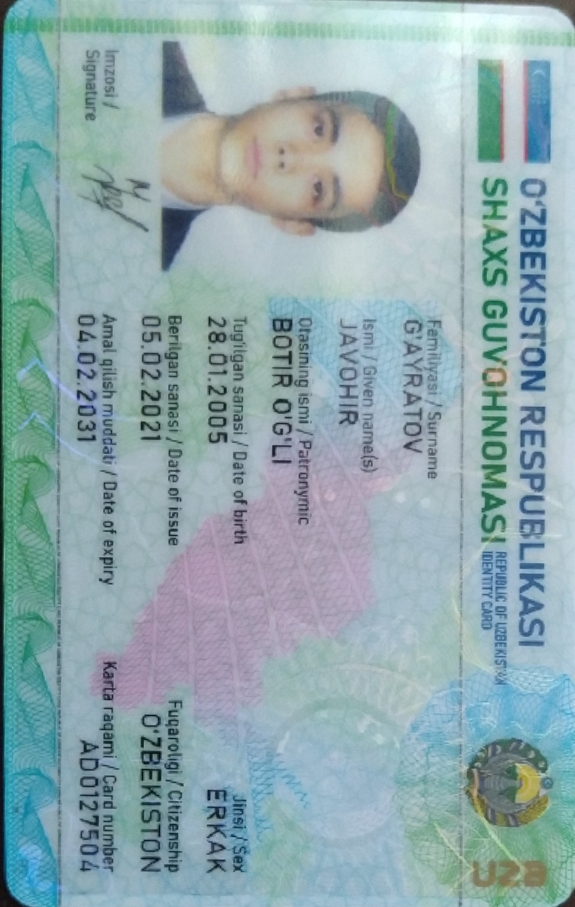 O‘ZBEKISTON RESPUBLIKASI
SHAXS GUVOHNOMASI
REPUBLIC OF UZBEKISTAN
IDENTITY CARD
Familiyasi / Surname
G‘AYRATOV
Ismi / Given name(s)
JAVOHIR
Otasining ismi / Patronymic
BOTIR O‘G‘LI
Tug‘ilgan sanasi / Date of birth
28.01.2005
Jinsi / Sex
ERKAK
Berilgan sanasi / Date of issue
05.02.2021
Fuqaroligi / Citizenship
O‘ZBEKISTON
Amal qilish muddati / Date of expiry
04.02.2031
Karta raqami / Card number
AD0127504
Imzosi /
Signature
UZB